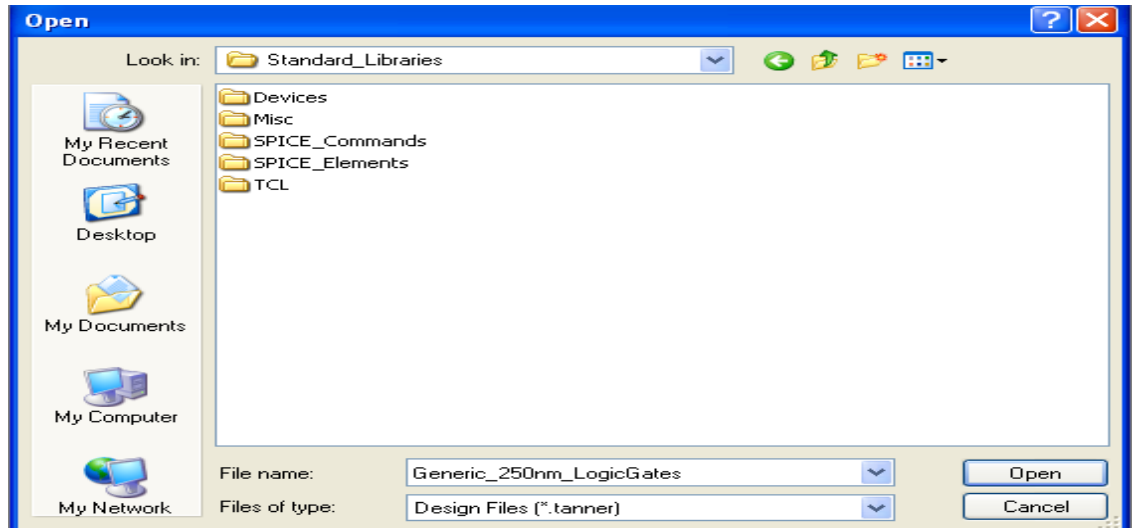 Open
Look in: Standard_Libraries
My Recent
Documents
Desktop
My Documents
My Computer
My Network
Devices
Misc
SPICE_Commands
SPICE_Elements
TCL
File name: Generic_250nm_LogicGates Open
Files of type: Design Files (*.tanner) Cancel